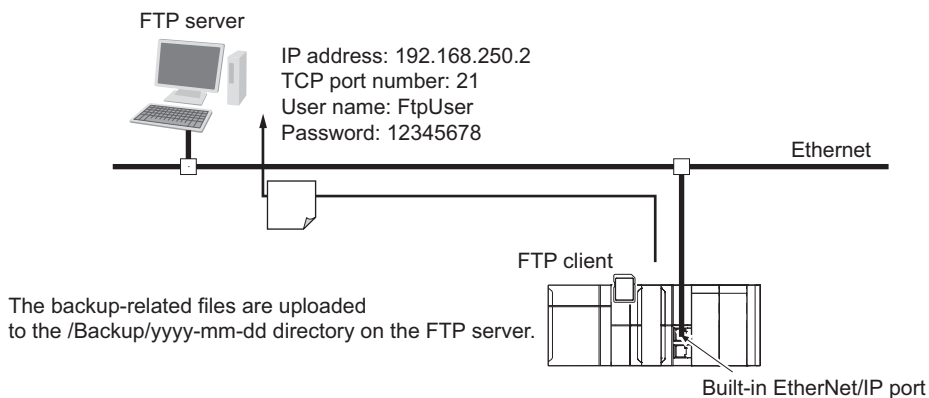 FTP server
IP address: 192.168.250.2
TCP port number: 21
User name: FtpUser
Password: 12345678
Ethernet
FTP client
The backup-related files are uploaded
to the /Backup/yyyy-mm-dd directory on the FTP server.
Built-in EtherNet/IP port